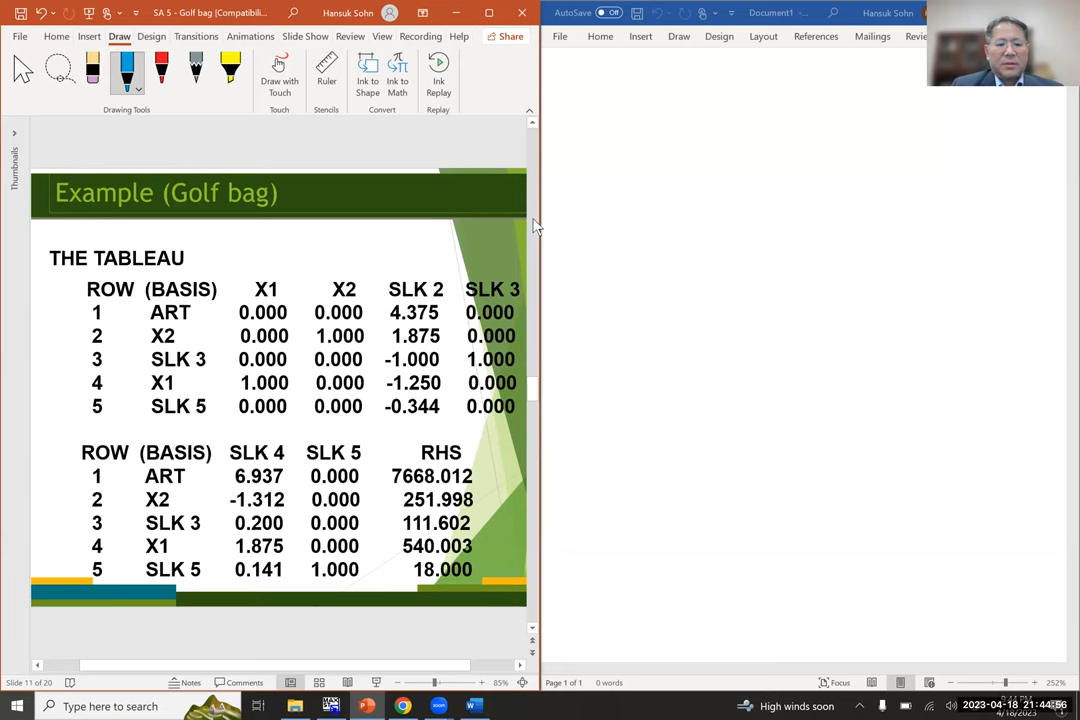 SA 5 - Golf bag [Compatibili...
Hansuk Sohn
AutoSave
Off
Document1 -...
Hansuk Sohn
File Home Insert Draw Design Transitions Animations Slide Show Review View Recording Help Share
File Home Insert Draw Design Layout References Mailings Revie
Draw with Touch
Ruler
Ink to Shape
Ink to Math
Ink Replay
Drawing Tools
Touch
Stencils
Convert
Replay
Thumbnails
Example (Golf bag)
THE TABLEAU
ROW (BASIS) X1 X2 SLK 2 SLK 3
1 ART 0.000 0.000 4.375 0.000
2 X2 0.000 1.000 1.875 0.000
3 SLK 3 0.000 0.000 -1.000 1.000
4 X1 1.000 0.000 -1.250 0.000
5 SLK 5 0.000 0.000 -0.344 0.000
ROW (BASIS) SLK 4 SLK 5 RHS
1 ART 6.937 0.000 7668.012
2 X2 -1.312 0.000 251.998
3 SLK 3 0.200 0.000 111.602
4 X1 1.875 0.000 540.003
5 SLK 5 0.141 1.000 18.000
Slide 11 of 20
Notes
Comments
85%
Page 1 of 1
0 words
Focus
252%
Type here to search
zoom
High winds soon
2023-04-18 21:44:56